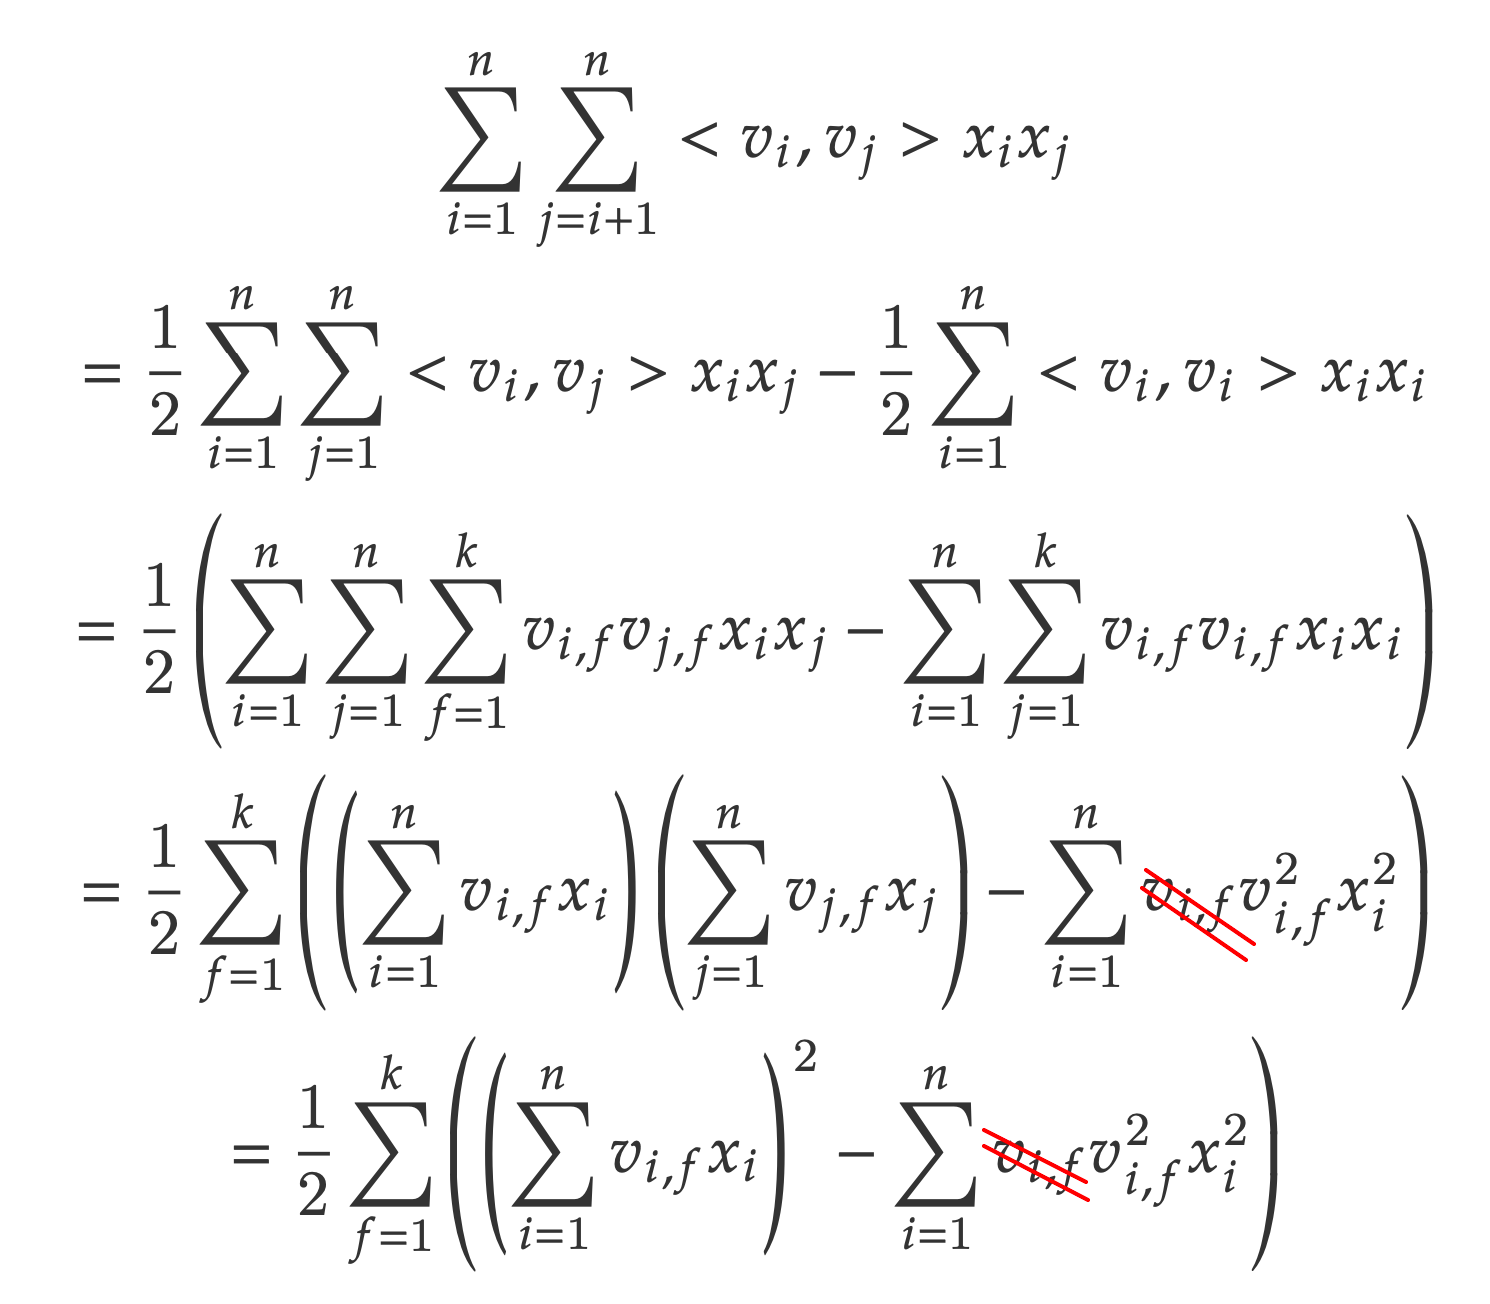 \sum_{i=1}^{n} \sum_{j=i+1}^{n} < v_i, v_j > x_i x_j
= \frac{1}{2} \sum_{i=1}^{n} \sum_{j=1}^{n} < v_i, v_j > x_i x_j - \frac{1}{2} \sum_{i=1}^{n} < v_i, v_i > x_i x_i
= \frac{1}{2} \left( \sum_{i=1}^{n} \sum_{j=1}^{n} \sum_{f=1}^{k} v_{i,f} v_{j,f} x_i x_j - \sum_{i=1}^{n} \sum_{j=1}^{k} v_{i,f} v_{i,f} x_i x_i \right)
= \frac{1}{2} \sum_{f=1}^{k} \left( \left( \sum_{i=1}^{n} v_{i,f} x_i \right) \left( \sum_{j=1}^{n} v_{j,f} x_j \right) - \sum_{i=1}^{n} v_{i,f} v_{i,f}^2 x_i^2 \right)
= \frac{1}{2} \sum_{f=1}^{k} \left( \left( \sum_{i=1}^{n} v_{i,f} x_i \right)^2 - \sum_{i=1}^{n} v_{i,f} v_{i,f}^2 x_i^2 \right)